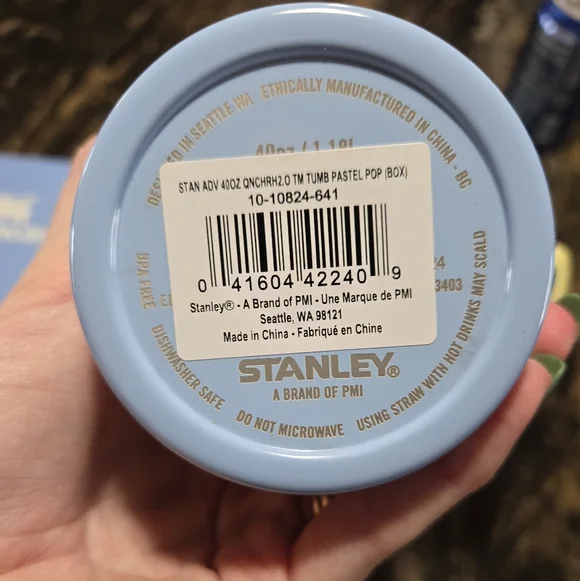 DESIGNED IN SEATTLE WA ETHICALLY MANUFACTURED IN CHINA - BC
40oz / 1.18L
STAN ADV 40OZ QNCHRH2.O TM TUMB PASTEL POP (BOX)
10-10824-641
0 41604 42240 9
Stanley® - A Brand of PMI - Une Marque de PMI
Seattle, WA 98121
Made in China - Fabriqué en Chine
24
3403
STANLEY®
A BRAND OF PMI
BPA FREE DISHWASHER SAFE DO NOT MICROWAVE USING STRAW WITH HOT DRINKS MAY SCALD